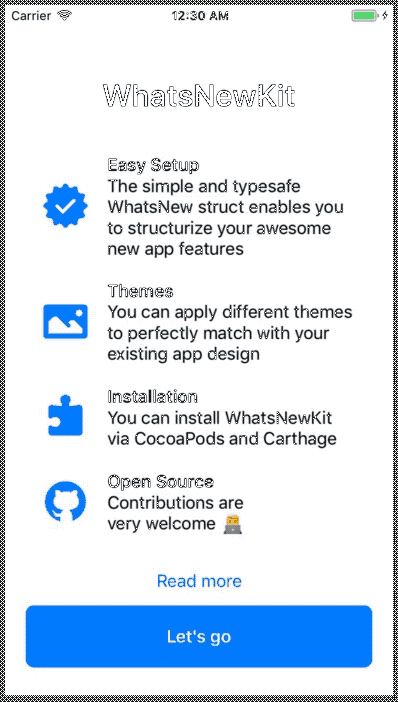 Carrier 12:30 AM
WhatsNewKit
Easy Setup
The simple and typesafe
WhatsNew struct enables you
to structurize your awesome
new app features
Themes
You can apply different themes
to perfectly match with your
existing app design
Installation
You can install WhatsNewKit
via CocoaPods and Carthage
Open Source
Contributions are
very welcome 👨‍💻
Read more
Let's go